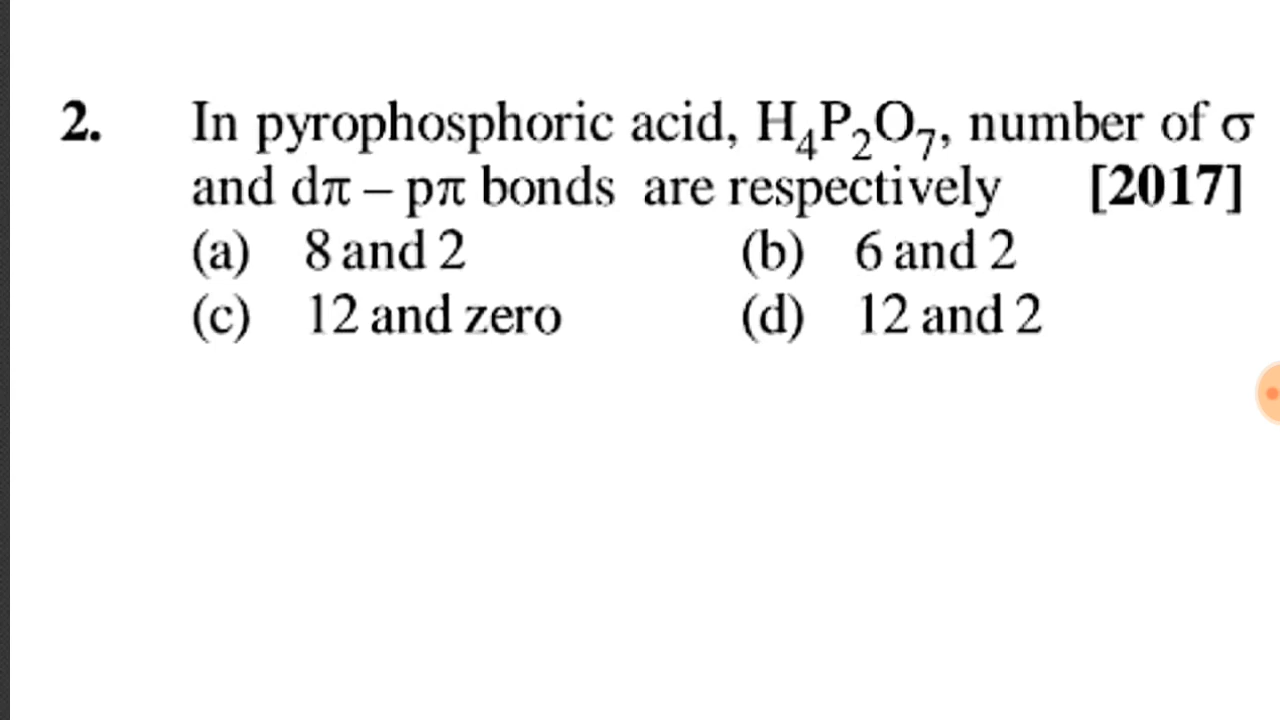 2. In pyrophosphoric acid, H₄P₂O₇, number of σ
and dπ – pπ bonds are respectively [2017]
(a) 8 and 2 (b) 6 and 2
(c) 12 and zero (d) 12 and 2